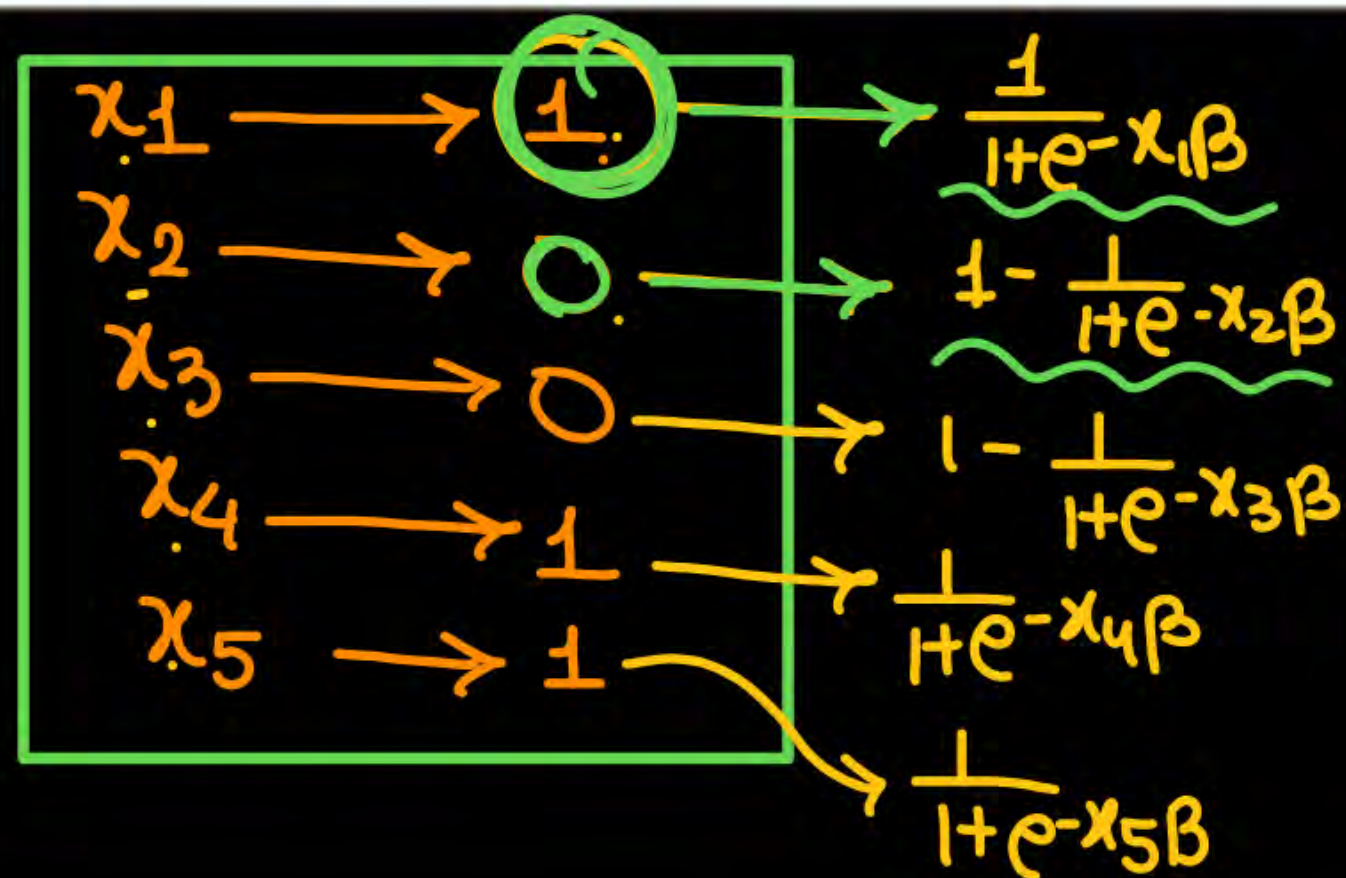 x1 → 1 → 1/(1+e^-x₁β)
x2 → 0 → 1 - 1/(1+e^-x₂β)
x3 → 0 → 1 - 1/(1+e^-x₃β)
x4 → 1 → 1/(1+e^-x₄β)
x5 → 1 → 1/(1+e^-x₅β)